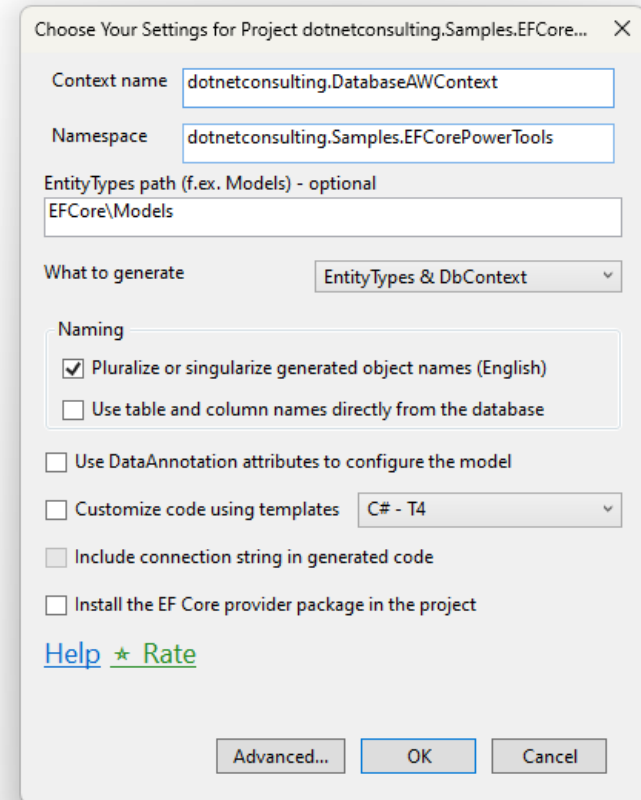 Choose Your Settings for Project dotnetconsulting.Samples.EFCore...
Context name dotnetconsulting.DatabaseAWContext
Namespace dotnetconsulting.Samples.EFCorePowerTools
EntityTypes path (f.ex. Models) - optional
EFCore\Models
What to generate EntityTypes & DbContext
Naming
Pluralize or singularize generated object names (English)
Use table and column names directly from the database
Use DataAnnotation attributes to configure the model
Customize code using templates C# - T4
Include connection string in generated code
Install the EF Core provider package in the project
Help ★ Rate
Advanced... OK Cancel